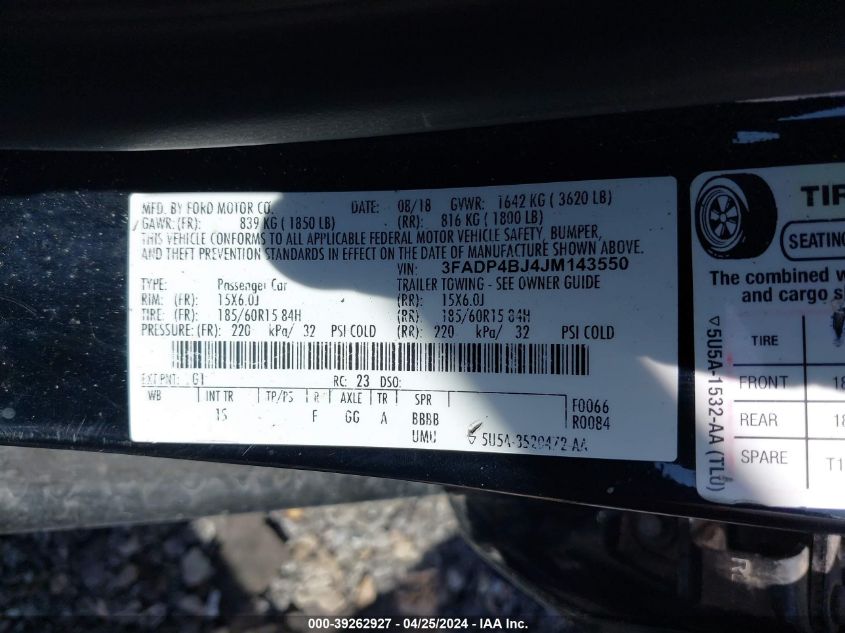 MFD. BY FORD MOTOR CO. DATE: 08/18 GVWR: 1642 KG ( 3620 LB)
GAWR: (FR): 839 KG ( 1850 LB) (RR): 816 KG ( 1800 LB)
THIS VEHICLE CONFORMS TO ALL APPLICABLE FEDERAL MOTOR VEHICLE SAFETY, BUMPER,
AND THEFT PREVENTION STANDARDS IN EFFECT ON THE DATE OF MANUFACTURE SHOWN ABOVE.
VIN: 3FADP4BJ4JM143550
TYPE: Passenger Car TRAILER TOWING - SEE OWNER GUIDE
RIM: (FR) 15X6.0J (RR): 15X6.0J
TIRE: (FR) 185/60R15 84H (RR): 185/60R15 84H
PRESSURE: (FR): 220 kPa/ 32 PSI COLD (RR): 220 kPa/ 32 PSI COLD
EXT PNT: G1 RC: 23 DSO:
WB INT TR TP/PS R AXLE TR SPR F0066
IS F GG A BBBB R0084
UMU 5U5A-3520472-AA
TIR
SEATING
The combined w
and cargo s
TIRE
FRONT 18
REAR 18
SPARE T1
5U5A-1532-AA (TLU)
000-39262927 - 04/25/2024 - IAA Inc.